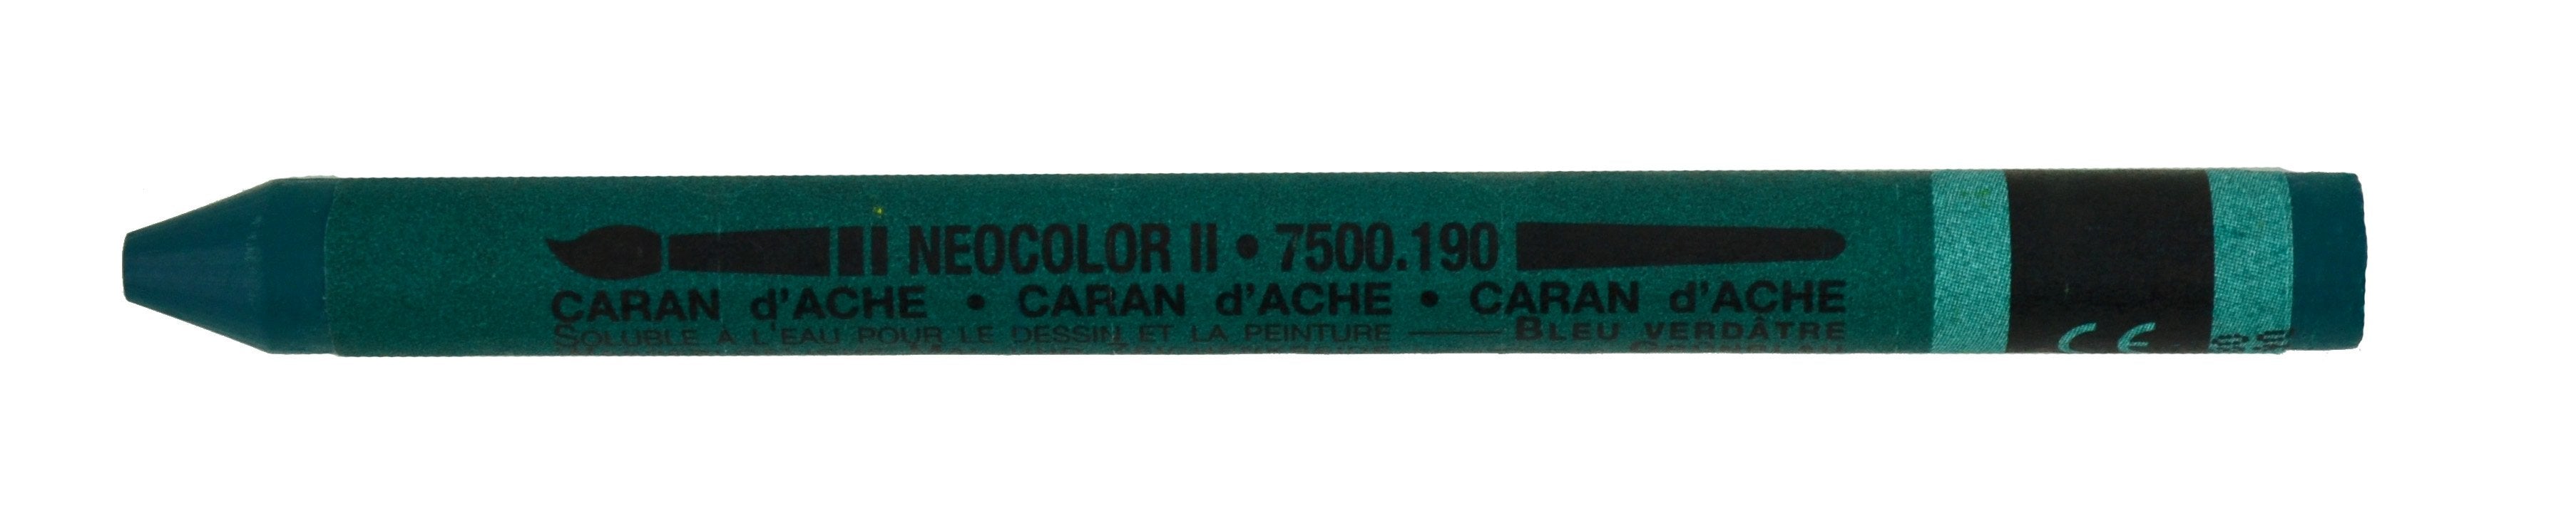 NEOCOLOR II • 7500.190
CARAN d'ACHE • CARAN d'ACHE • CARAN d'ACHE
SOLUBLE À L'EAU POUR LE DESSIN ET LA PEINTURE —— BLEU VERDÂTRE
CE